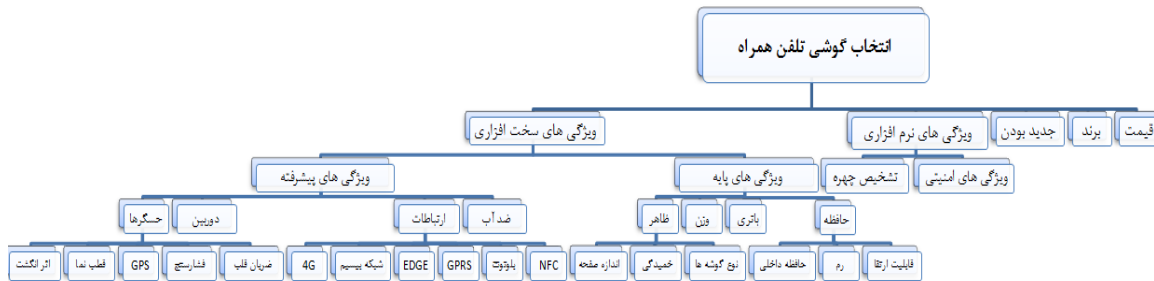 انتخاب گوشی تلفن همراه
قیمت
برند
جدید بودن
ویژگی های نرم افزاری
ویژگی های سخت افزاری
ویژگی های امنیتی
تشخیص چهره
ویژگی های پایه
ویژگی های پیشرفته
حافظه
باتری
وزن
ظاهر
ضد آب
ارتباطات
دوربین
حسگرها
قابلیت ارتقا
رم
حافظه داخلی
نوع گوشه ها
خمیدگی
اندازه صفحه
NFC
بلوتوث
GPRS
EDGE
شبکه بیسیم
4G
ضربان قلب
فشارسنج
GPS
قطب نما
اثر انگشت